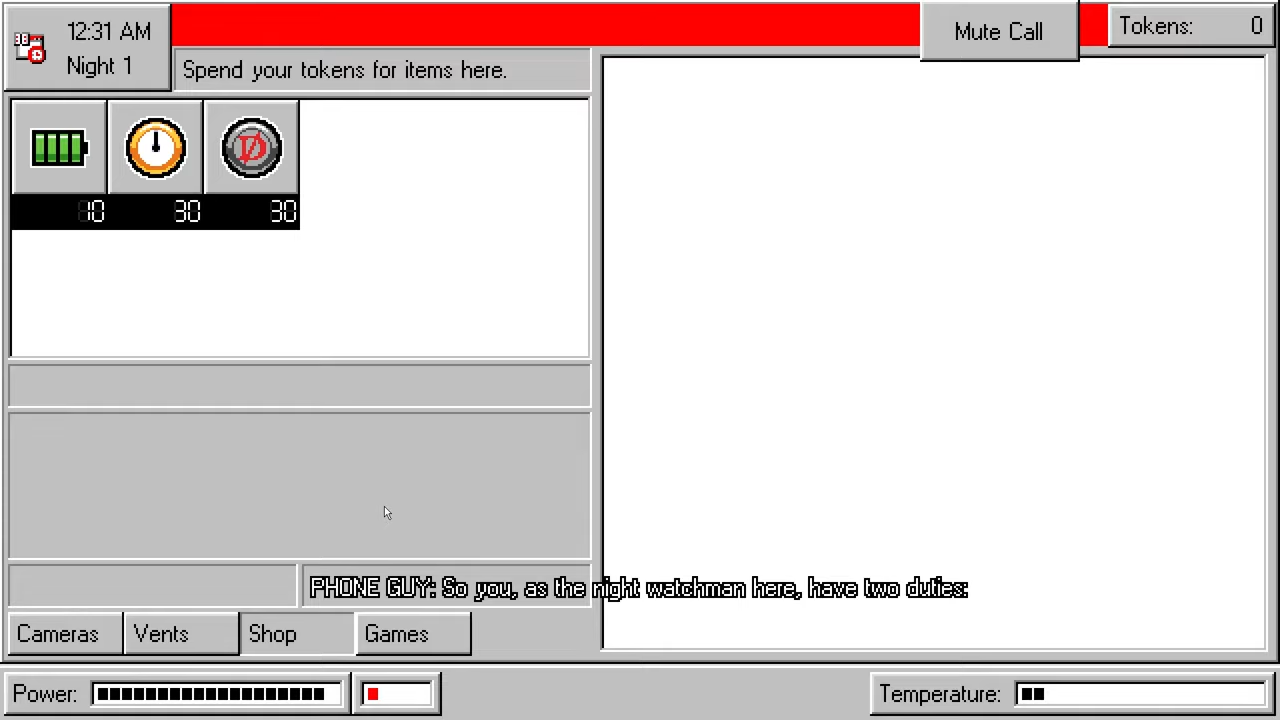 12:31 AM
Night 1
Mute Call
Tokens: 0
Spend your tokens for items here.
10 30 30
PHONE GUY: So you, as the night watchman here, have two duties:
Cameras Vents Shop Games
Power:
Temperature: